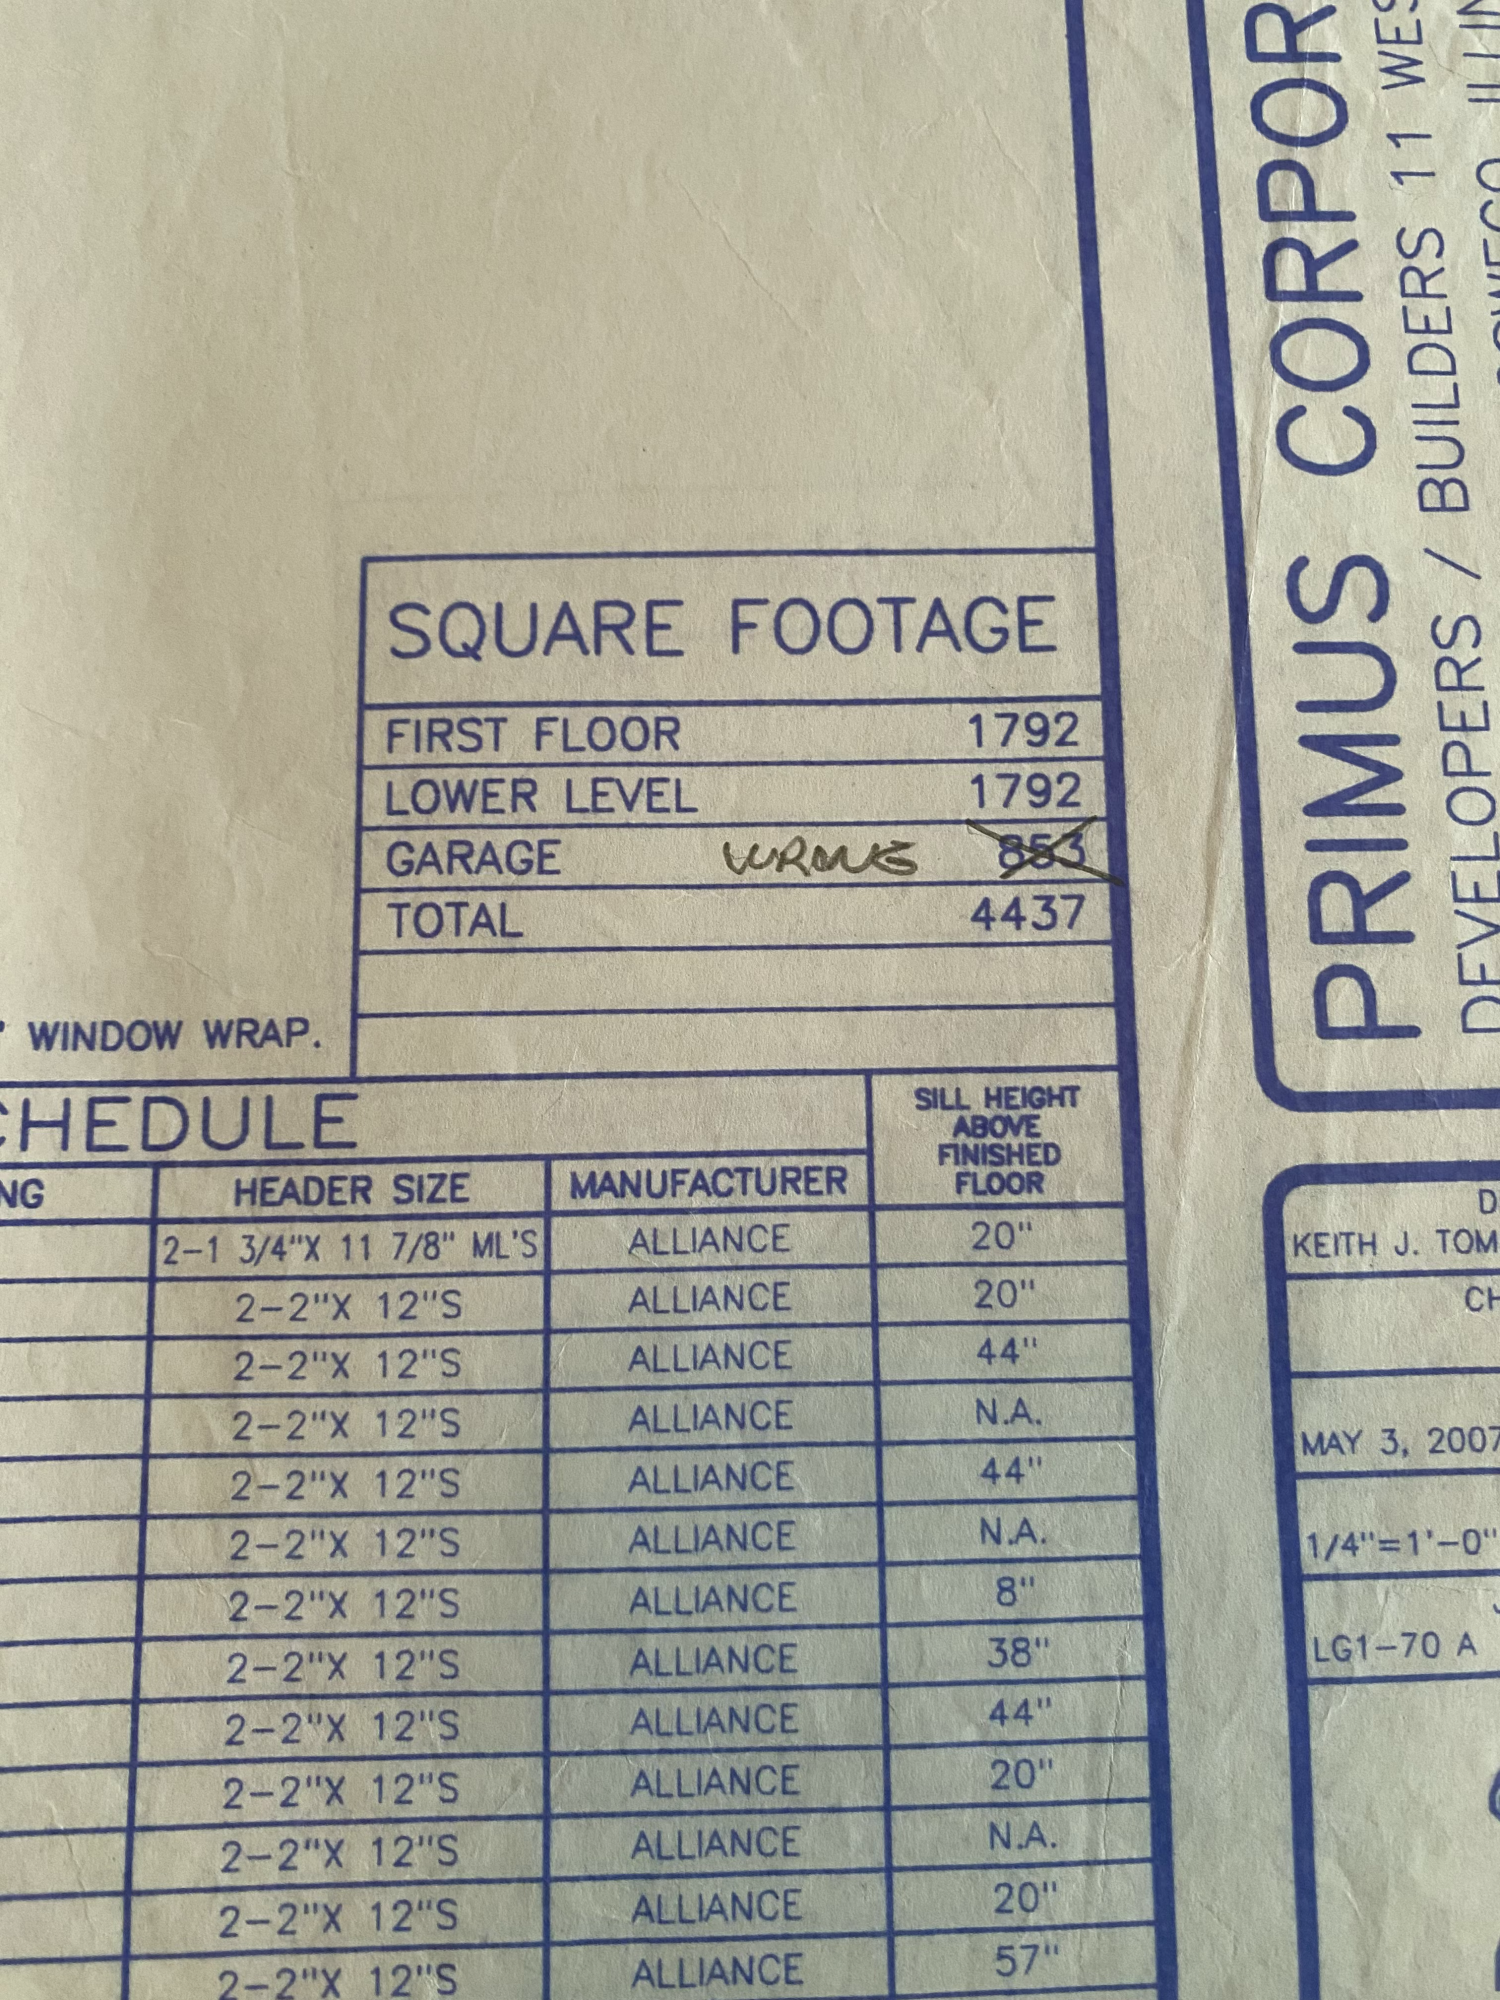 SQUARE FOOTAGE
FIRST FLOOR 1792
LOWER LEVEL 1792
GARAGE WRONG 853
TOTAL 4437
WINDOW WRAP.
CHEDULE
NG HEADER SIZE MANUFACTURER SILL HEIGHT
ABOVE
FINISHED
FLOOR
2-1 3/4"X 11 7/8" ML'S ALLIANCE 20"
2-2"X 12"S ALLIANCE 20"
2-2"X 12"S ALLIANCE 44"
2-2"X 12"S ALLIANCE N.A.
2-2"X 12"S ALLIANCE 44"
2-2"X 12"S ALLIANCE N.A.
2-2"X 12"S ALLIANCE 8"
2-2"X 12"S ALLIANCE 38"
2-2"X 12"S ALLIANCE 44"
2-2"X 12"S ALLIANCE 20"
2-2"X 12"S ALLIANCE N.A.
2-2"X 12"S ALLIANCE 20"
2-2"X 12"S ALLIANCE 57"
PRIMUS CORPOR
DEVELOPERS / BUILDERS 11 WES
D
KEITH J. TOM
CH
MAY 3, 2007
1/4"=1'-0"
LG1-70 A